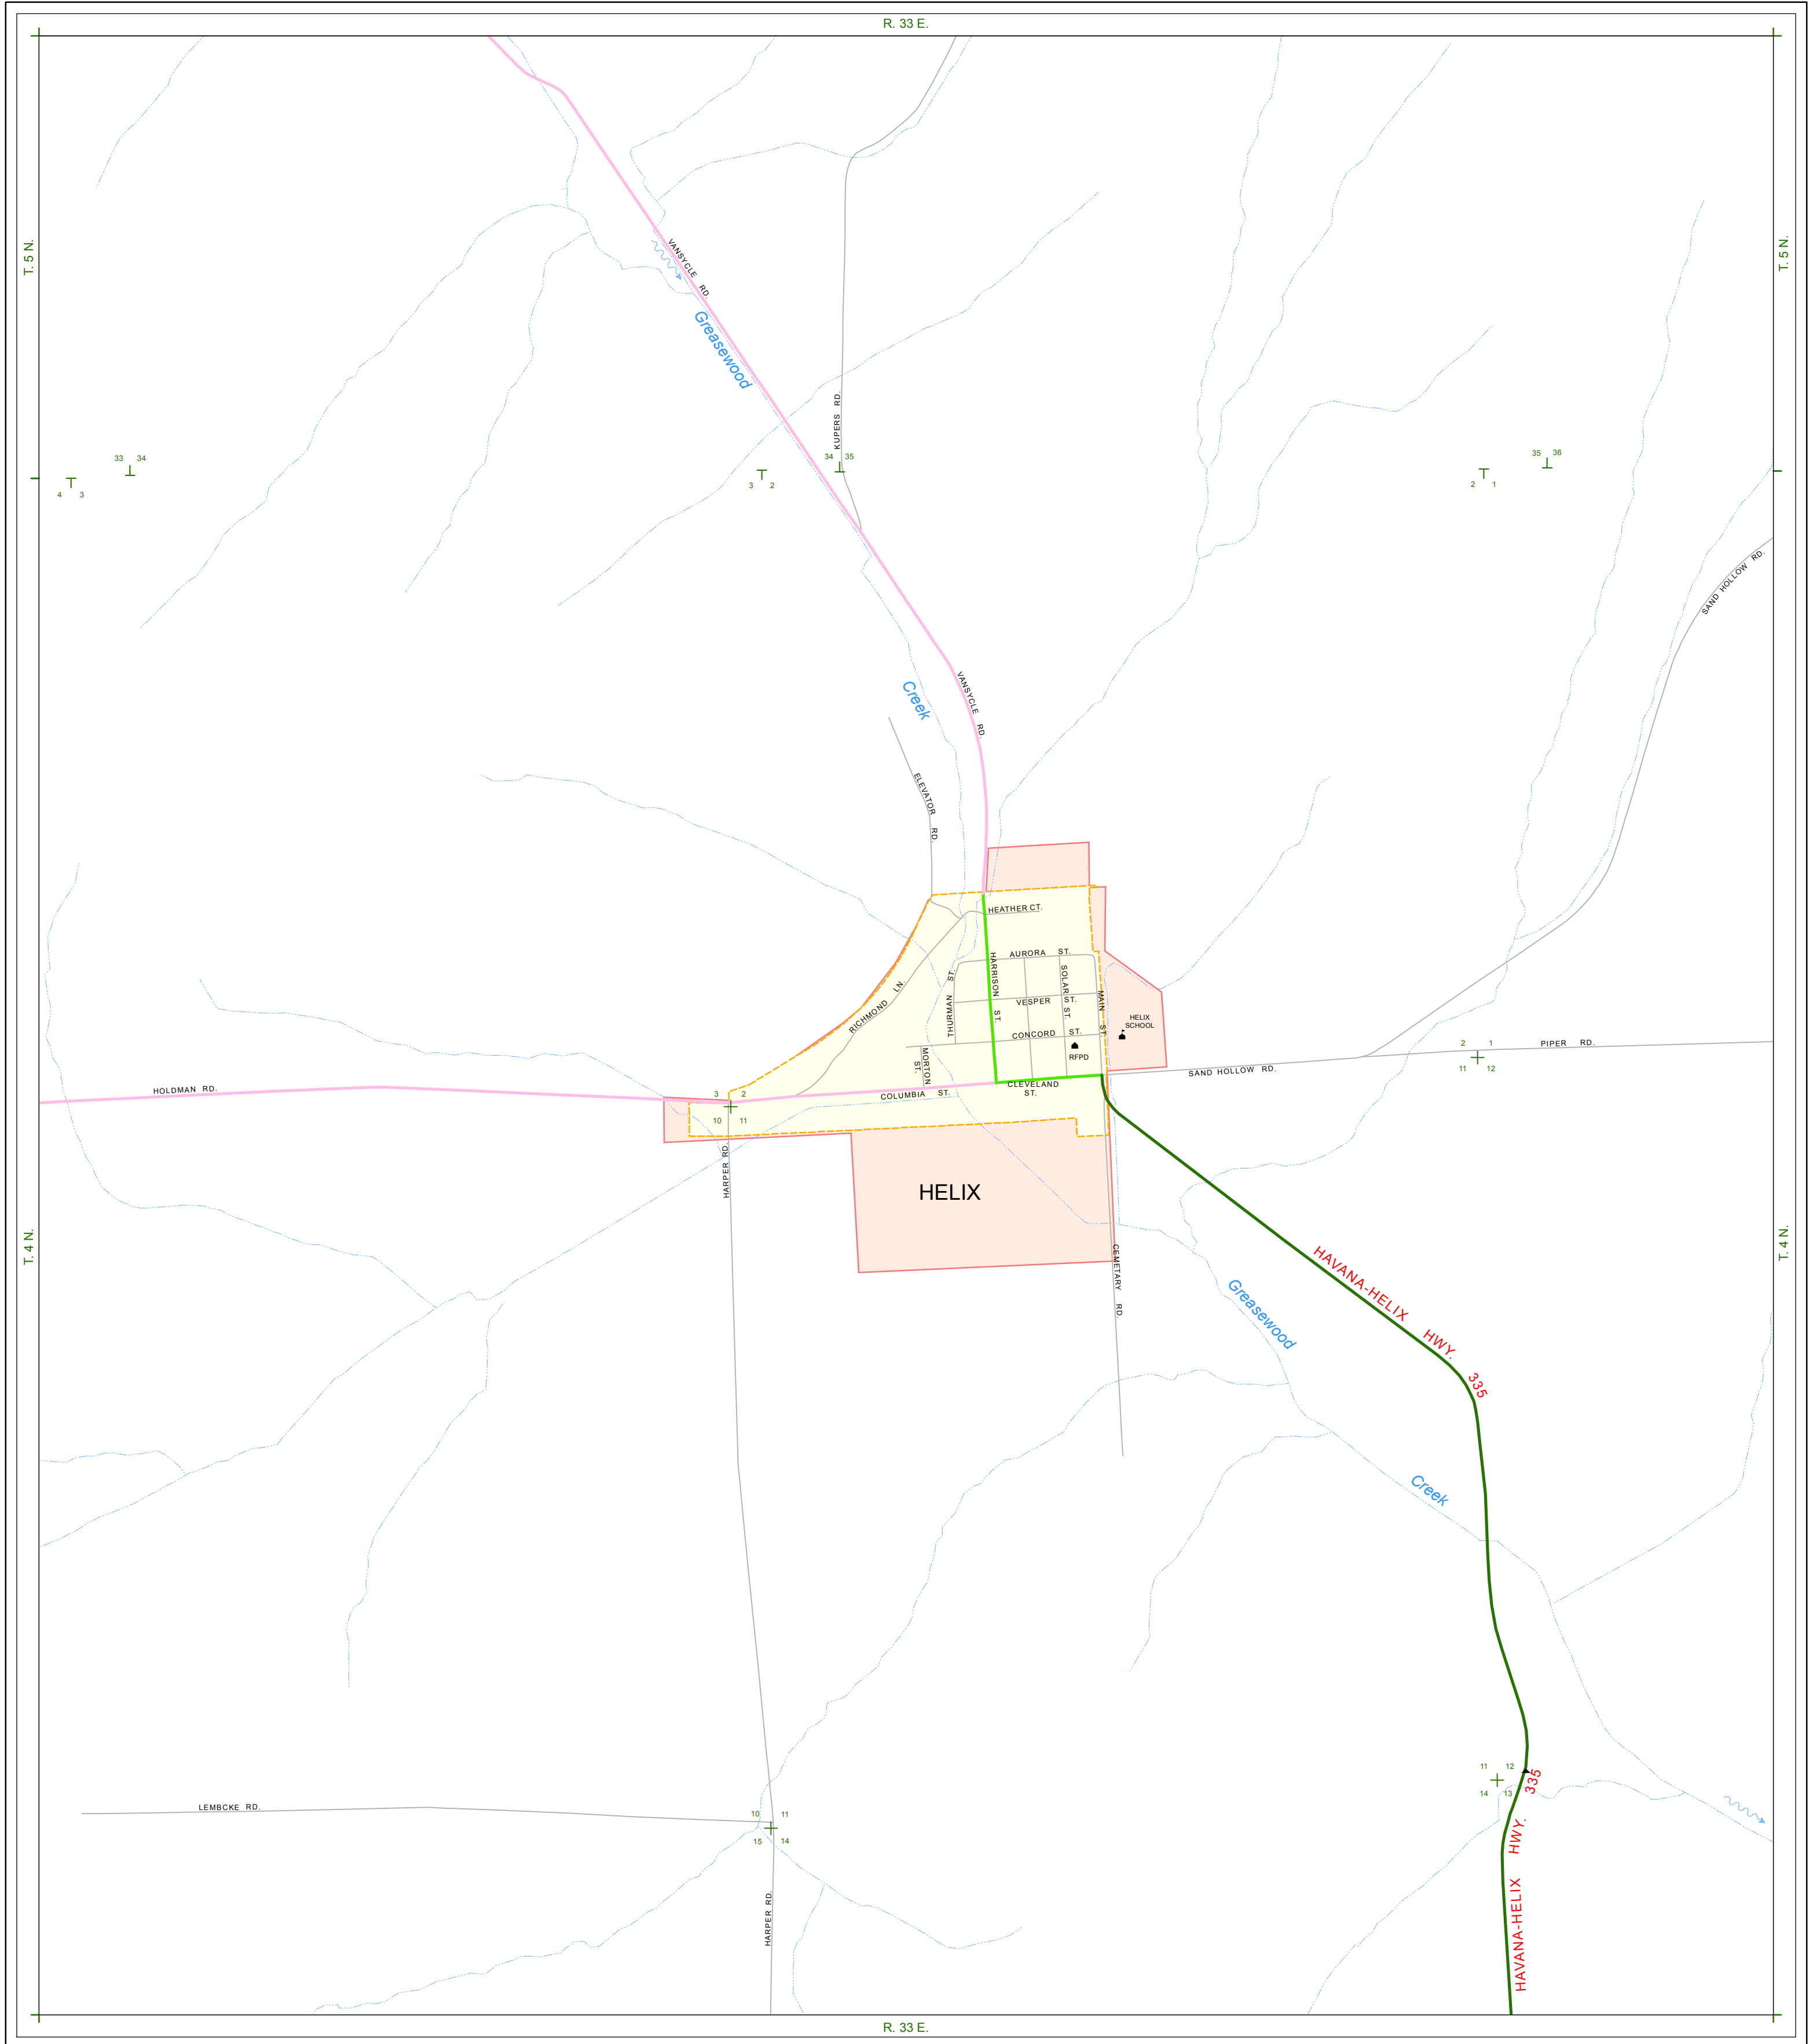 R. 33 E.
T. 5 N.
T. 5 N.
VANSYCLE RD.
Greasewood
KUPERS RD.
33 34
34 35
35 36
4 3
3 2
2 1
SAND HOLLOW RD.
Creek
VANSYCLE RD.
ELEVATOR RD.
HEATHER CT.
AURORA ST.
HARRISON ST.
SOLAR ST.
THURMAN ST.
MAIN ST.
RICHMOND LN.
VESPER ST.
HELIX
SCHOOL
CONCORD ST.
RFPD
MORTON
ST.
2 1
11 12
PIPER RD.
SAND HOLLOW RD.
HOLDMAN RD.
CLEVELAND
ST.
COLUMBIA ST.
3 2
10 11
HARPER RD.
HELIX
T. 4 N.
T. 4 N.
CEMETARY RD.
HAVANA-HELIX HWY. 335
Greasewood
Creek
11 12
14 13
335
HAVANA-HELIX HWY.
LEMBCKE RD.
10 11
15 14
HARPER RD.
R. 33 E.